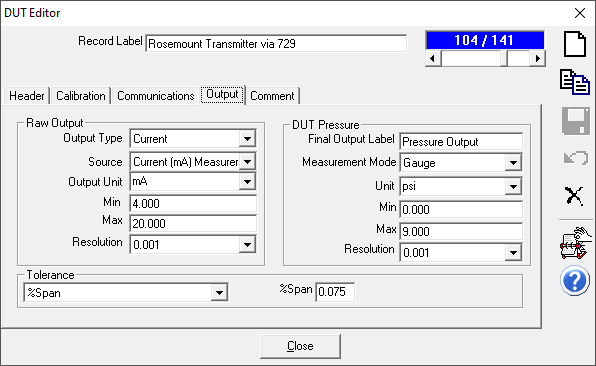 DUT Editor
Record Label Rosemount Transmitter via 729
104 / 141
Header Calibration Communications Output Comment
Raw Output
Output Type Current
Source Current (mA) Measurer
Output Unit mA
Min 4.000
Max 20.000
Resolution 0.001
DUT Pressure
Final Output Label Pressure Output
Measurement Mode Gauge
Unit psi
Min 0.000
Max 9.000
Resolution 0.001
Tolerance
%Span %Span 0.075
Close